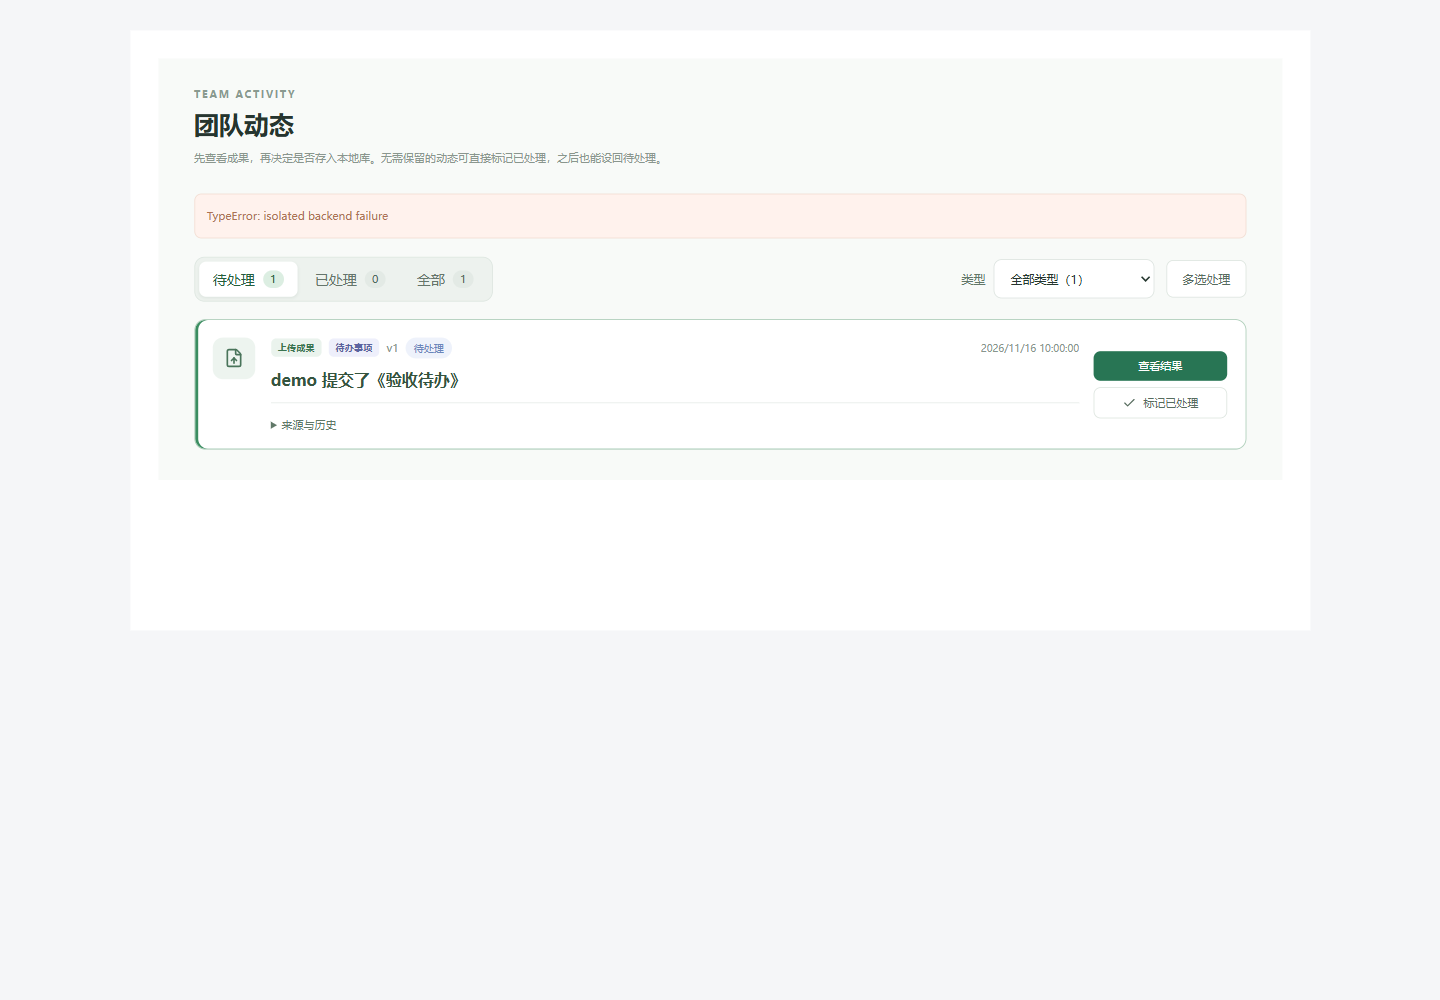 TEAM ACTIVITY
团队动态
先查看成果，再决定是否存入本地库。无需保留的动态可直接标记已处理，之后也能设回待处理。
TypeError: isolated backend failure
待处理 1 已处理 0 全部 1 类型 全部类型（1） 多选处理
上传成果 待办事项 v1 待处理 2026/11/16 10:00:00
查看结果
demo 提交了《验收待办》
标记已处理
来源与历史